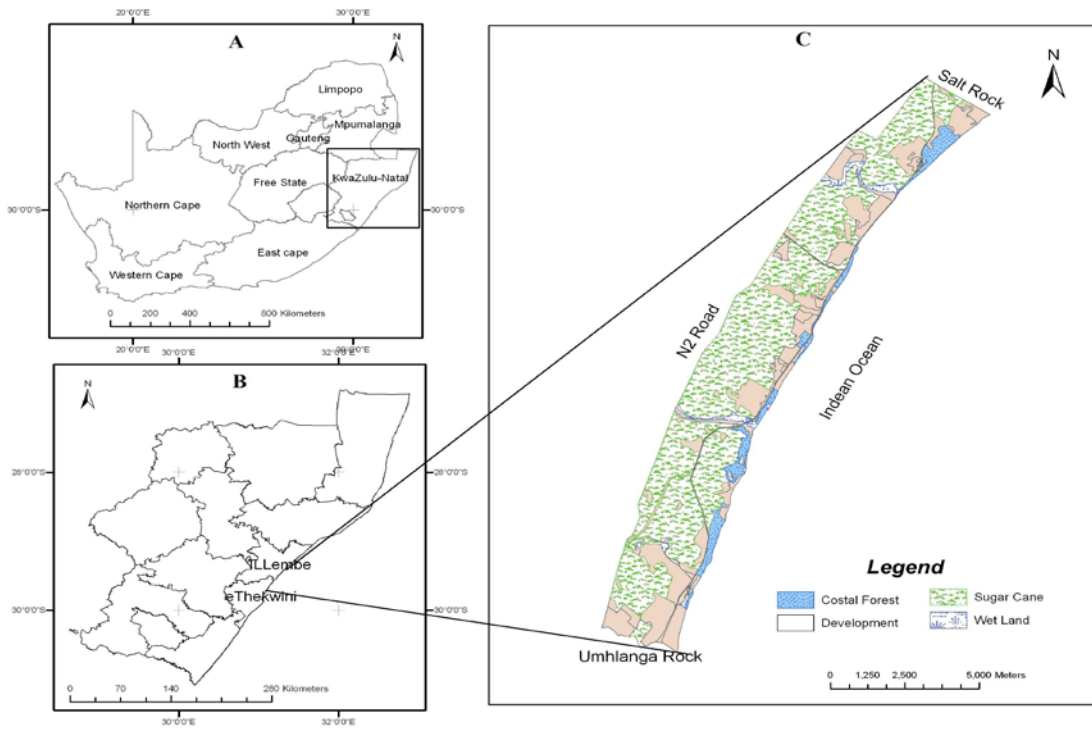 20°0'0"E
30°0'0"E
A
N
Limpopo
Mpumalanga
Gauteng
North West
KwaZulu-Natal
Free State
30°0'0"S
30°0'0"S
Northern Cape
East cape
Western Cape
0 200 400 800 Kilometers
20°0'0"E
30°0'0"E
32°0'0"E
B
N
28°0'0"S
28°0'0"S
ILLembe
eThekwini
30°0'0"S
30°0'0"S
0 70 140 280 Kilometers
30°0'0"E
32°0'0"E
C
N
Salt Rock
N2 Road
Indean Ocean
Umhlanga Rock
Legend
Costal Forest
Sugar Cane
Development
Wet Land
0 1,250 2,500 5,000 Meters